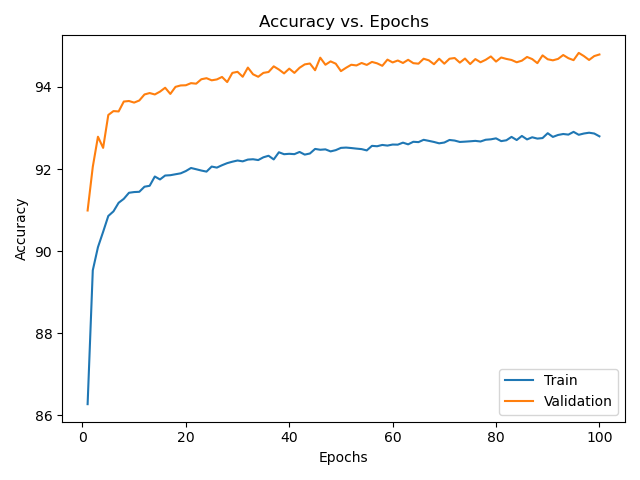 Accuracy vs. Epochs
94
92
90
88
86
Accuracy
0 20 40 60 80 100
Epochs
Train
Validation